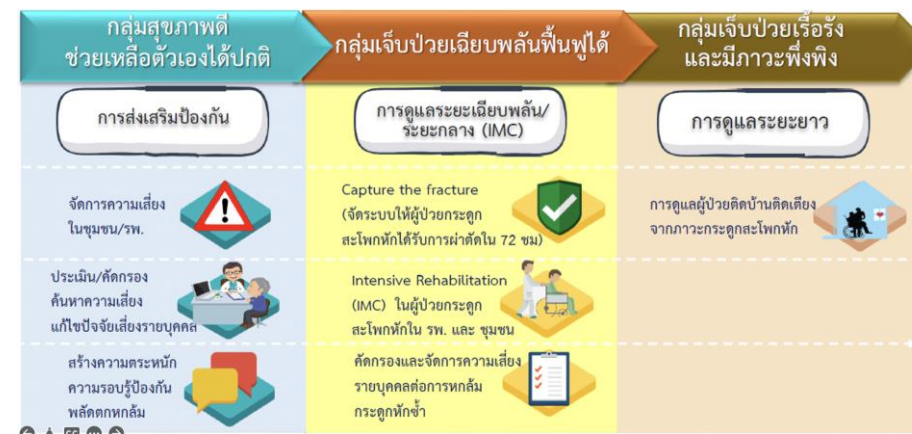 กลุ่มสุขภาพดี
ช่วยเหลือตัวเองได้ปกติ
กลุ่มเจ็บป่วยเฉียบพลันฟื้นฟูได้
กลุ่มเจ็บป่วยเรื้อรัง
และมีภาวะพึ่งพิง
การส่งเสริมป้องกัน
การดูแลระยะเฉียบพลัน/
ระยะกลาง (IMC)
การดูแลระยะยาว
จัดการความเสี่ยง
ในชุมชน/รพ.
Capture the fracture
(จัดระบบให้ผู้ป่วยกระดูก
สะโพกหักได้รับการผ่าตัดใน 72 ชม)
การดูแลผู้ป่วยติดบ้านติดเตียง
จากภาวะกระดูกสะโพกหัก
ประเมิน/คัดกรอง
ค้นหาความเสี่ยง
แก้ไขปัจจัยเสี่ยงรายบุคคล
Intensive Rehabilitation
(IMC) ในผู้ป่วยกระดูก
สะโพกหักใน รพ. และ ชุมชน
สร้างความตระหนัก
ความรอบรู้ป้องกัน
พลัดตกหกล้ม
คัดกรองและจัดการความเสี่ยง
รายบุคคลต่อการหกล้ม
กระดูกหักซ้ำ